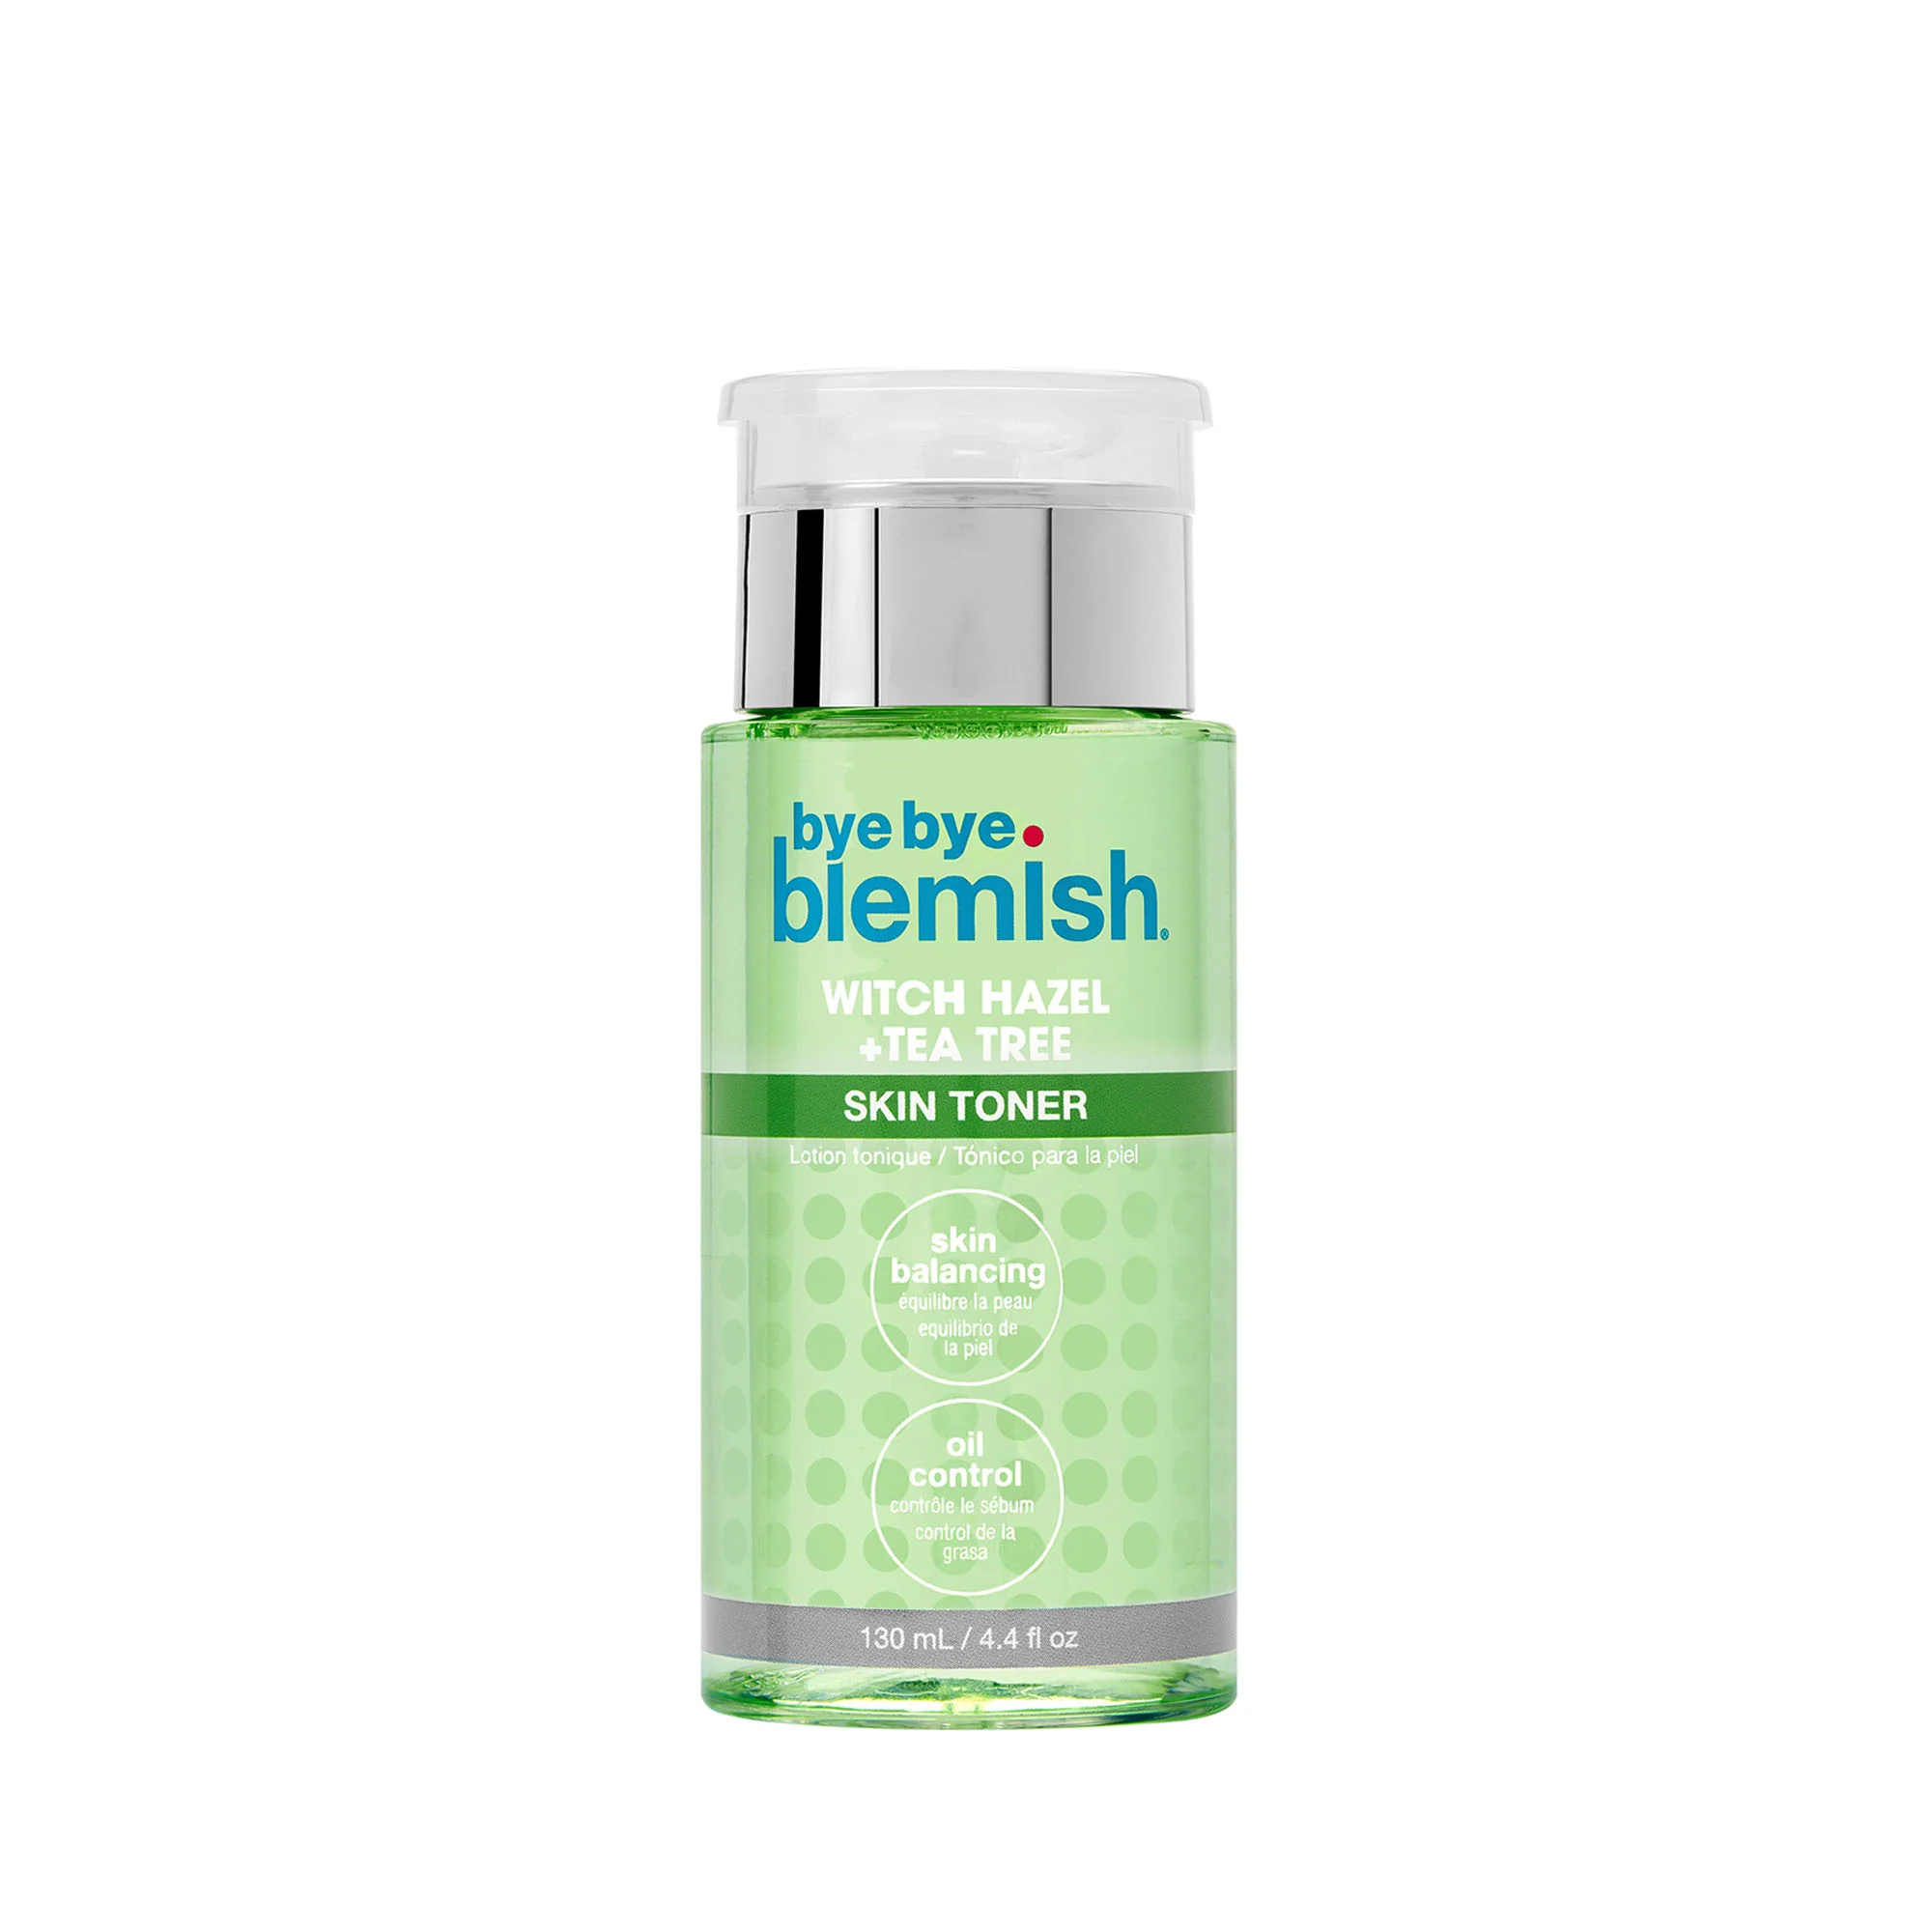 bye bye
blemish®
WITCH HAZEL
+TEA TREE
SKIN TONER
Lotion tonique / Tónico para la piel
skin
balancing
équilibre la peau
equilibrio de
la piel
oil
control
contrôle le sébum
control de la
grasa
130 mL / 4.4 fl oz